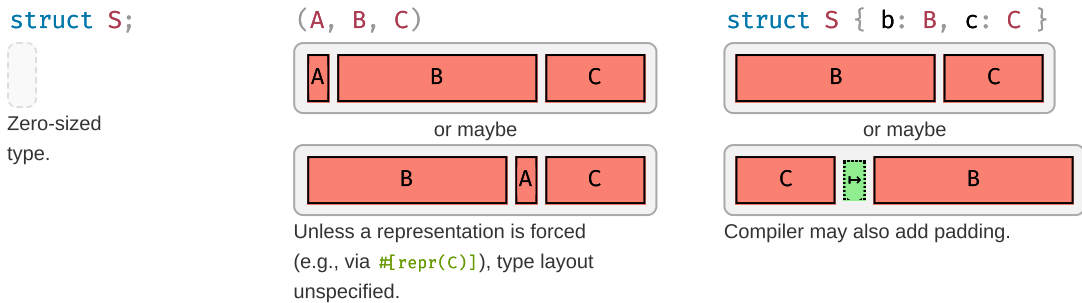 struct S;
Zero-sized
type.
(A, B, C)
A B C
or maybe
B A C
Unless a representation is forced
(e.g., via #[repr(C)]), type layout
unspecified.
struct S { b: B, c: C }
B C
or maybe
C ↦ B
Compiler may also add padding.